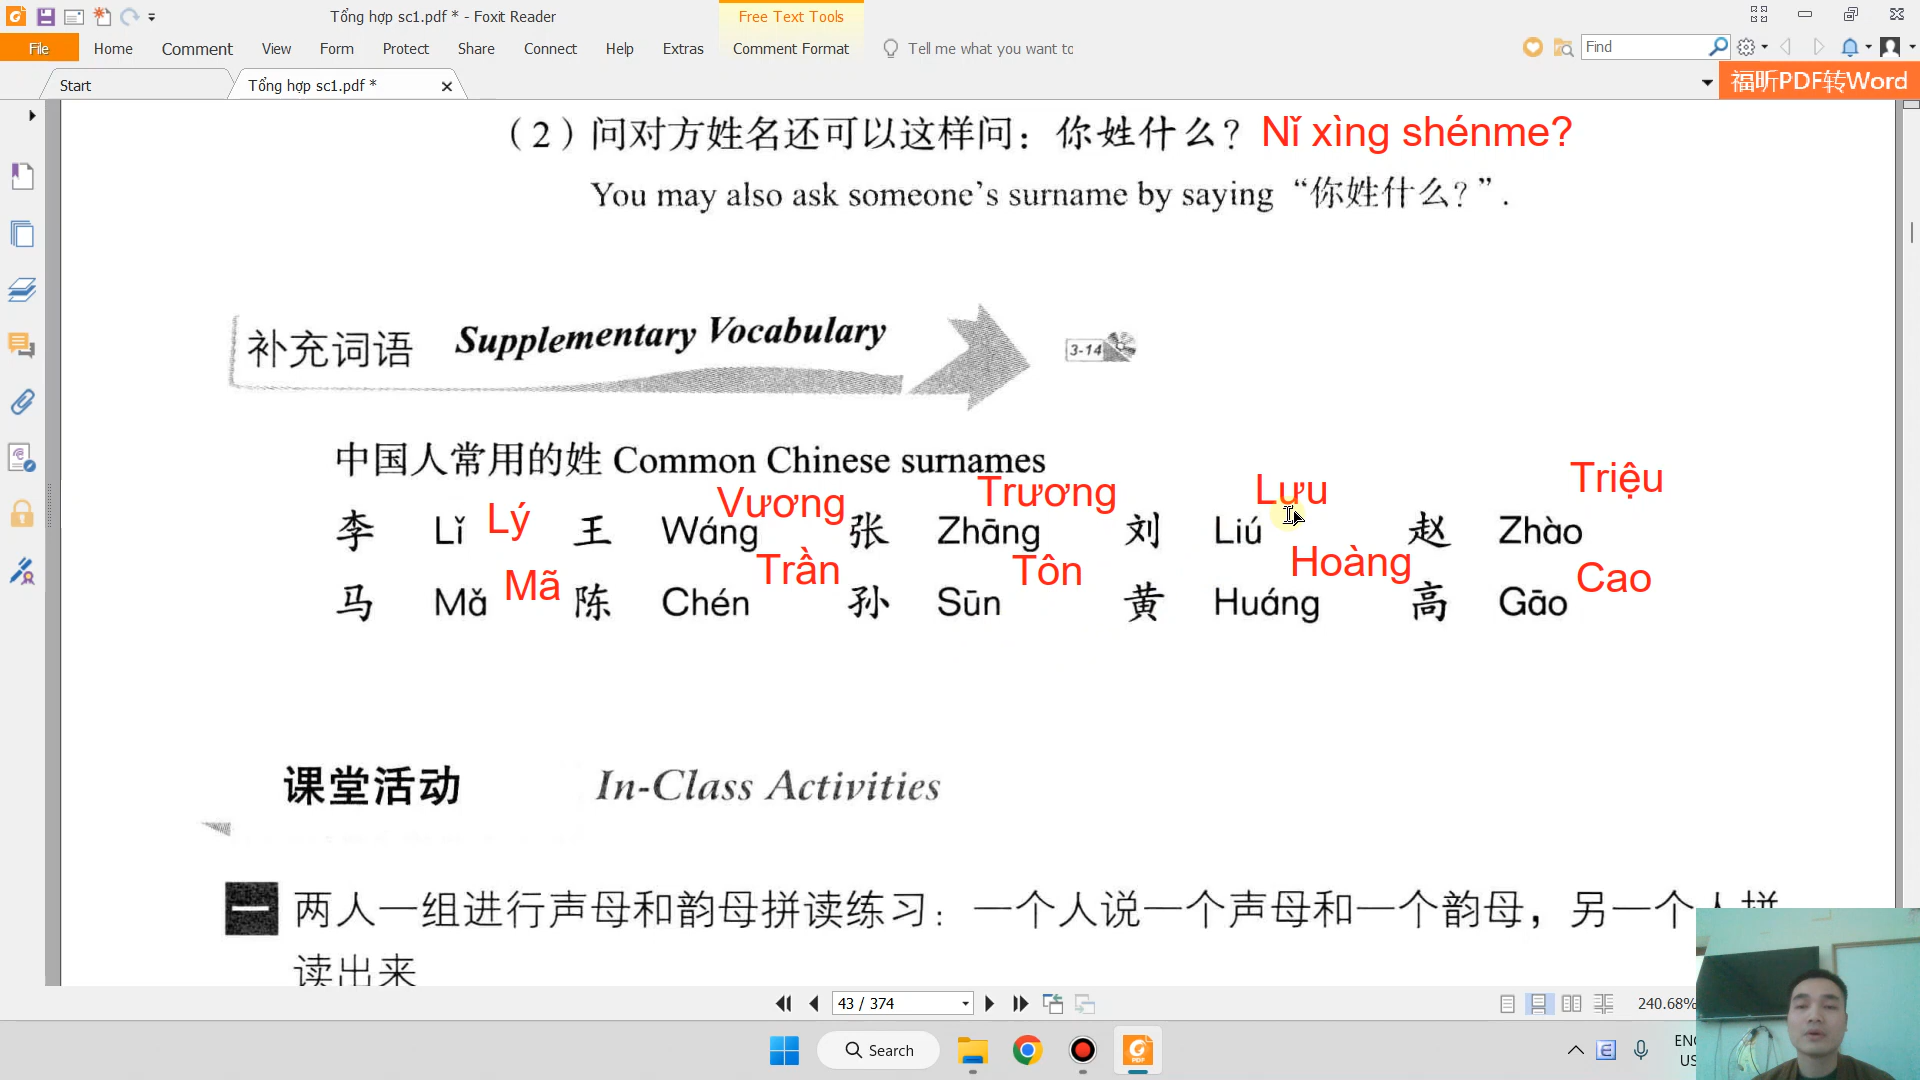 Tổng hợp sc1.pdf * - Foxit Reader
Free Text Tools
File Home Comment View Form Protect Share Connect Help Extras Comment Format Tell me what you want to Find
Start Tổng hợp sc1.pdf * 福昕PDF转Word
（2）问对方姓名还可以这样问：你姓什么？ Nǐ xìng shénme?
You may also ask someone's surname by saying “你姓什么？”.
补充词语 Supplementary Vocabulary 3-14
中国人常用的姓 Common Chinese surnames
李 Lǐ Lý 王 Wáng Vương 张 Zhāng Trương 刘 Liú Lưu 赵 Zhào Triệu
马 Mǎ Mã 陈 Chén Trần 孙 Sūn Tôn 黄 Huáng Hoàng 高 Gāo Cao
课堂活动 In-Class Activities
一 两人一组进行声母和韵母拼读练习：一个人说一个声母和一个韵母，另一个人拼
读出来
43 / 374
240.68%
Search